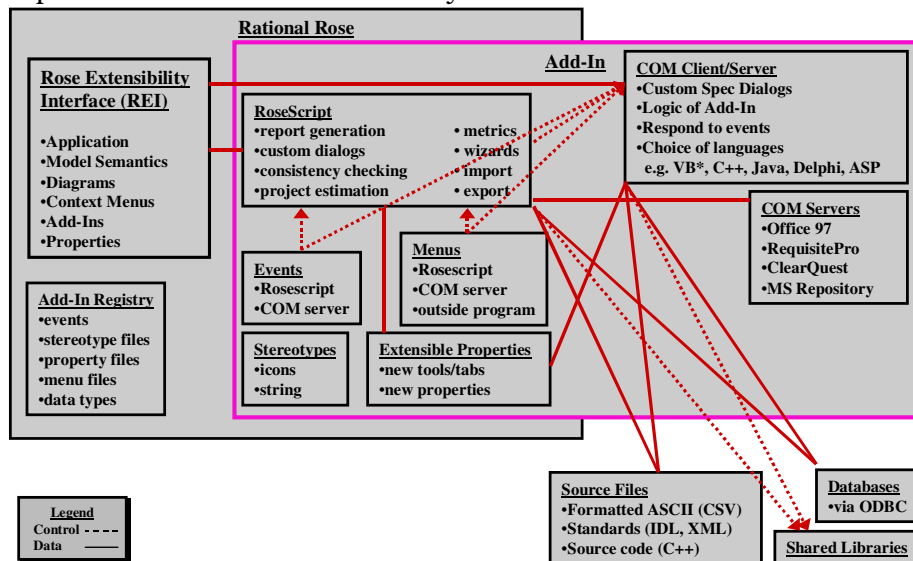 Rational Rose
Rose Extensibility
Interface (REI)
•Application
•Model Semantics
•Diagrams
•Context Menus
•Add-Ins
•Properties
Add-In Registry
•events
•stereotype files
•property files
•menu files
•data types
Add-In
RoseScript
•report generation
•custom dialogs
•consistency checking
•project estimation
• metrics
• wizards
• import
• export
Events
•Rosescript
•COM server
Menus
•Rosescript
•COM server
•outside program
Stereotypes
•icons
•string
Extensible Properties
•new tools/tabs
•new properties
COM Client/Server
•Custom Spec Dialogs
•Logic of Add-In
•Respond to events
•Choice of languages
e.g. VB*, C++, Java, Delphi, ASP
COM Servers
•Office 97
•RequisitePro
•ClearQuest
•MS Repository
Source Files
•Formatted ASCII (CSV)
•Standards (IDL, XML)
•Source code (C++)
Databases
•via ODBC
Shared Libraries
Legend
Control - - - -
Data ——